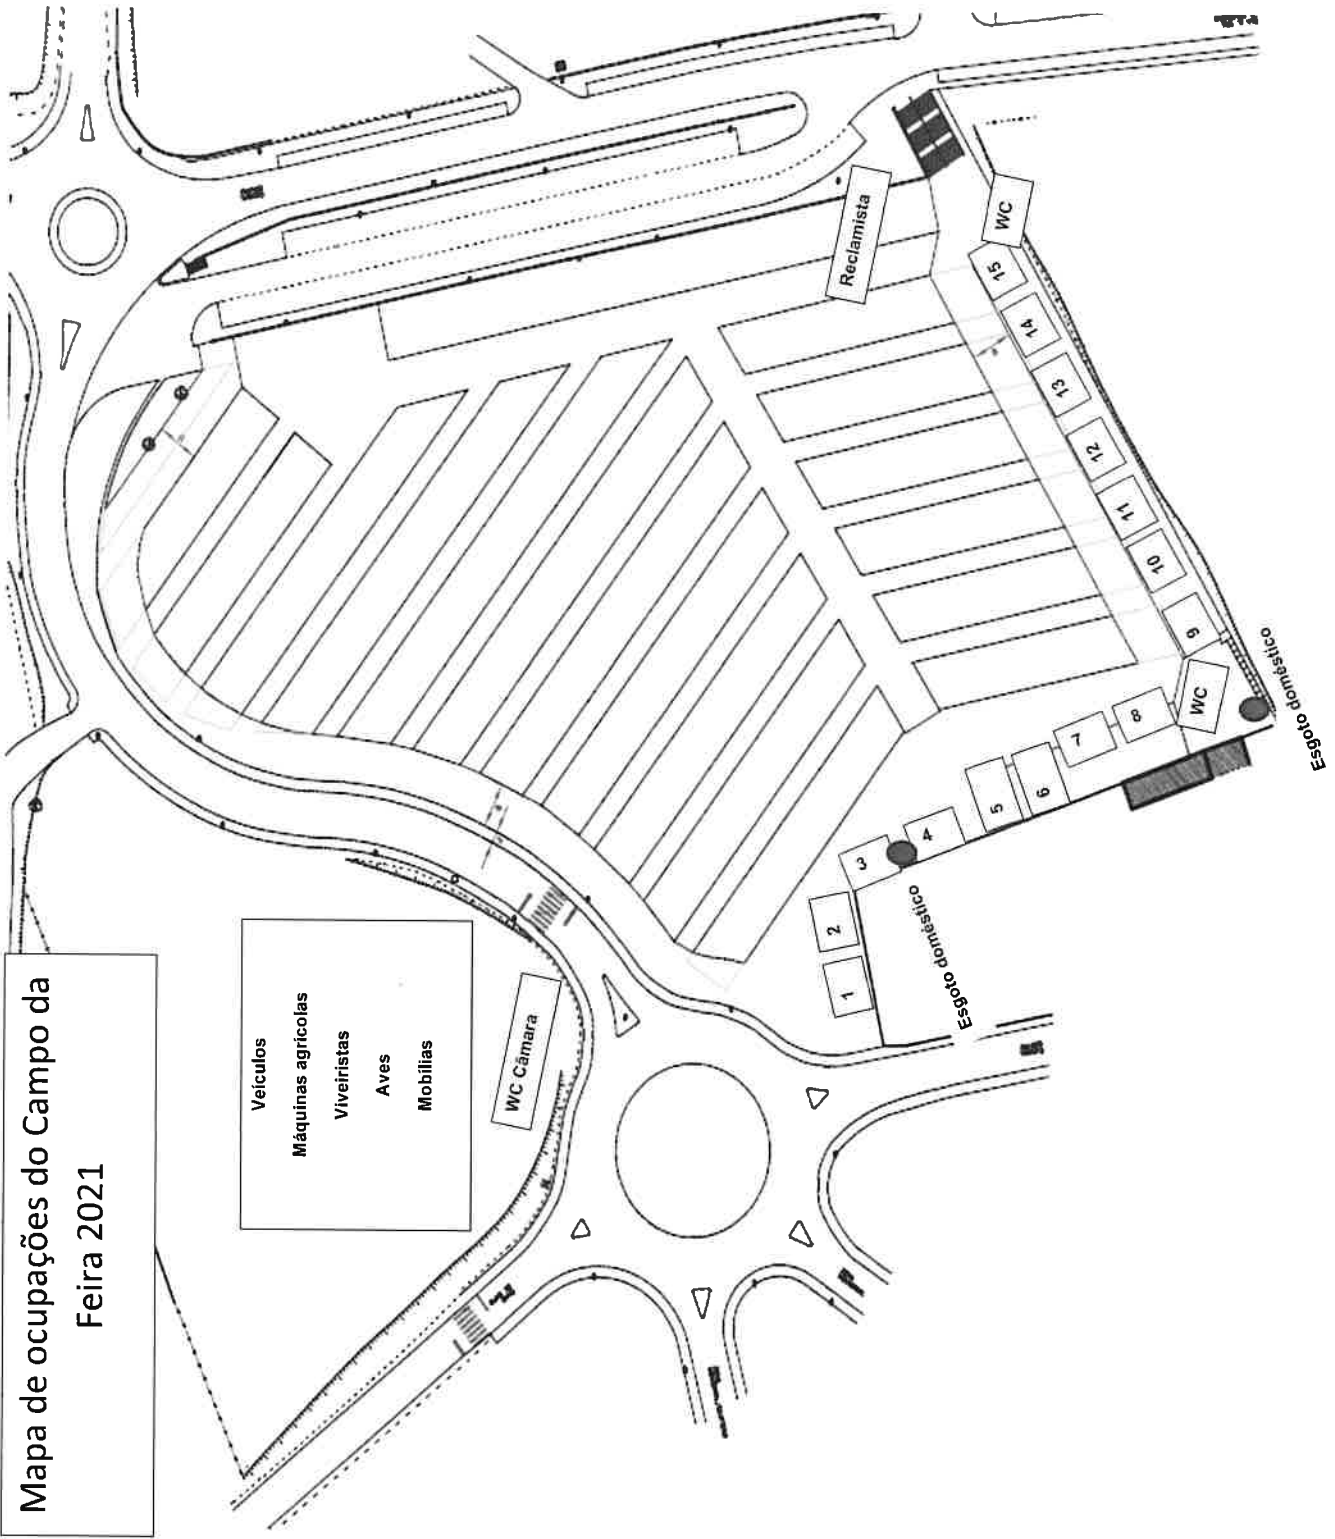 Mapa de ocupações do Campo da
Feira 2021
Veículos
Máquinas agrícolas
Viveiristas
Aves
Mobílias
WC Câmara
Reclamista
WC
15
14
13
12
11
10
9
WC
8
7
6
5
4
3
2
1
Esgoto doméstico
Esgoto doméstico